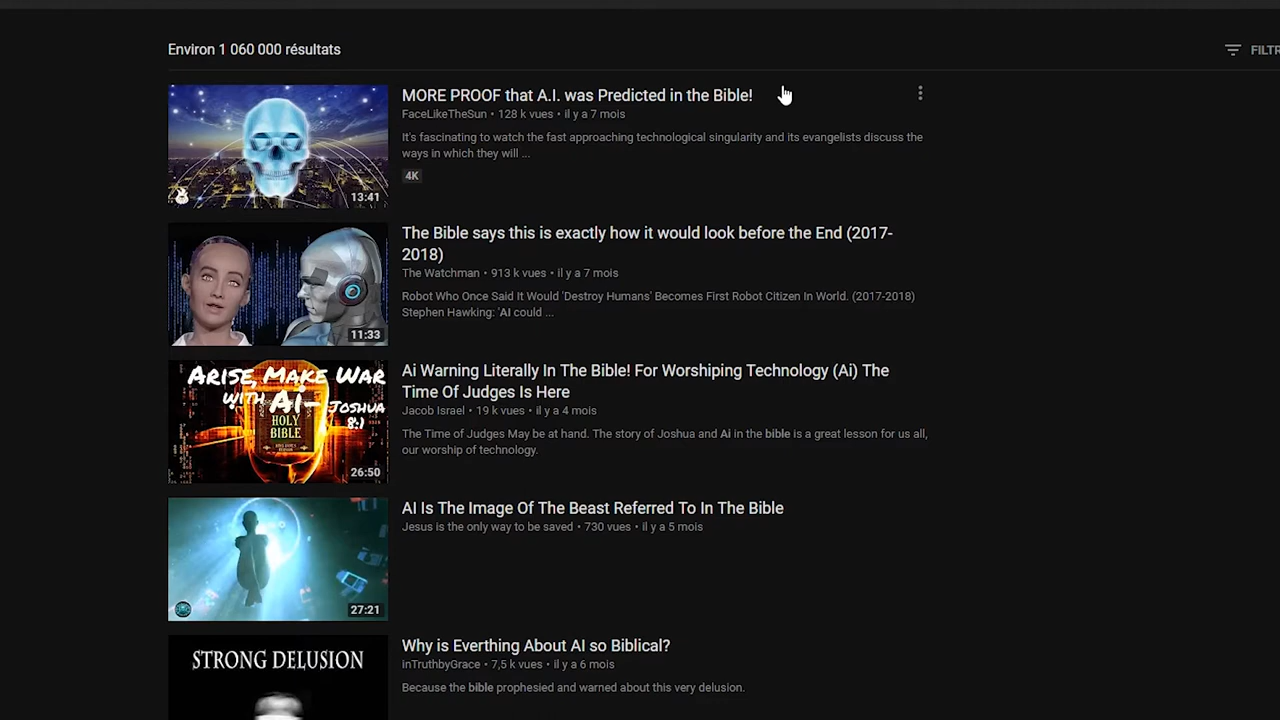 Environ 1 060 000 résultats
FILTR
MORE PROOF that A.I. was Predicted in the Bible!
FaceLikeTheSun • 128 k vues • il y a 7 mois
It's fascinating to watch the fast approaching technological singularity and its evangelists discuss the
ways in which they will ...
4K
13:41
The Bible says this is exactly how it would look before the End (2017-
2018)
The Watchman • 913 k vues • il y a 7 mois
Robot Who Once Said It Would 'Destroy Humans' Becomes First Robot Citizen In World. (2017-2018)
Stephen Hawking: 'AI could ...
11:33
ARISE, MAKE WAR
WITH AI-
JOSHUA
8:1
HOLY
BIBLE
26:50
Ai Warning Literally In The Bible! For Worshiping Technology (Ai) The
Time Of Judges Is Here
Jacob Israel • 19 k vues • il y a 4 mois
The Time of Judges May be at hand. The story of Joshua and Ai in the bible is a great lesson for us all,
our worship of technology.
AI Is The Image Of The Beast Referred To In The Bible
Jesus is the only way to be saved • 730 vues • il y a 5 mois
27:21
STRONG DELUSION
Why is Everthing About AI so Biblical?
inTruthbyGrace • 7,5 k vues • il y a 6 mois
Because the bible prophesied and warned about this very delusion.